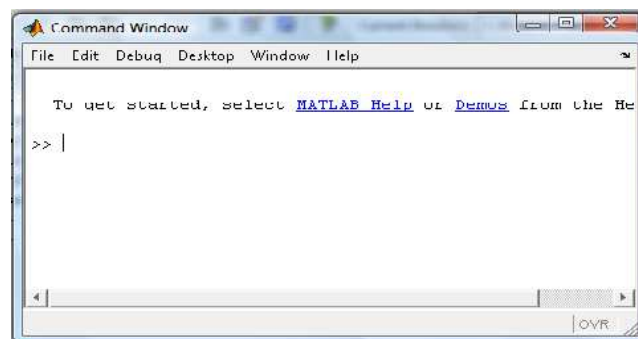 Command Window
File Edit Debug Desktop Window Help
To get started, select MATLAB Help or Demos from the He
>>
OVR